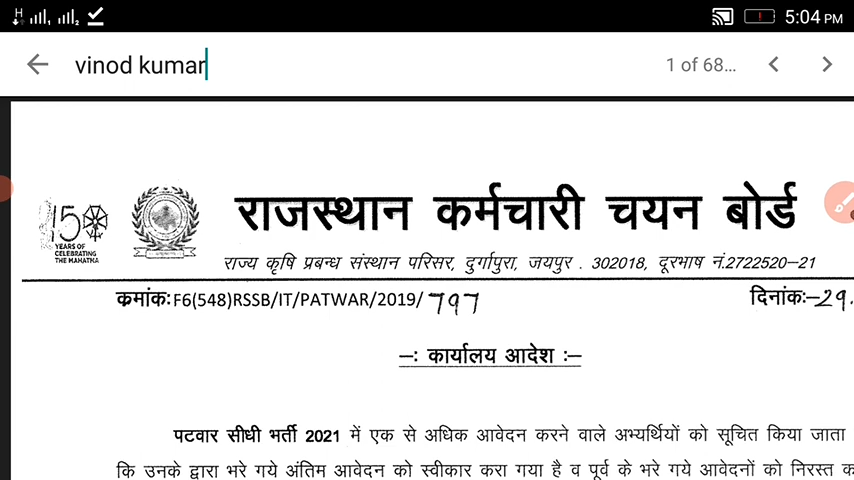 H 2 5:04 PM
vinod kumar 1 of 68...
150
YEARS OF
CELEBRATING
THE MAHATMA
राजस्थान कर्मचारी चयन बोर्ड
राज्य कृषि प्रबन्ध संस्थान परिसर, दुर्गापुरा, जयपुर . 302018, दूरभाष नं.2722520–21
क्रमांकः F6(548)RSSB/IT/PATWAR/2019/ 797 दिनांकः–29.
–: कार्यालय आदेश :–
पटवार सीधी भर्ती 2021 में एक से अधिक आवेदन करने वाले अभ्यर्थियों को सूचित किया जाता
कि उनके द्वारा भरे गये अंतिम आवेदन को स्वीकार करा गया है व पूर्व के भरे गये आवेदनों को निरस्त क